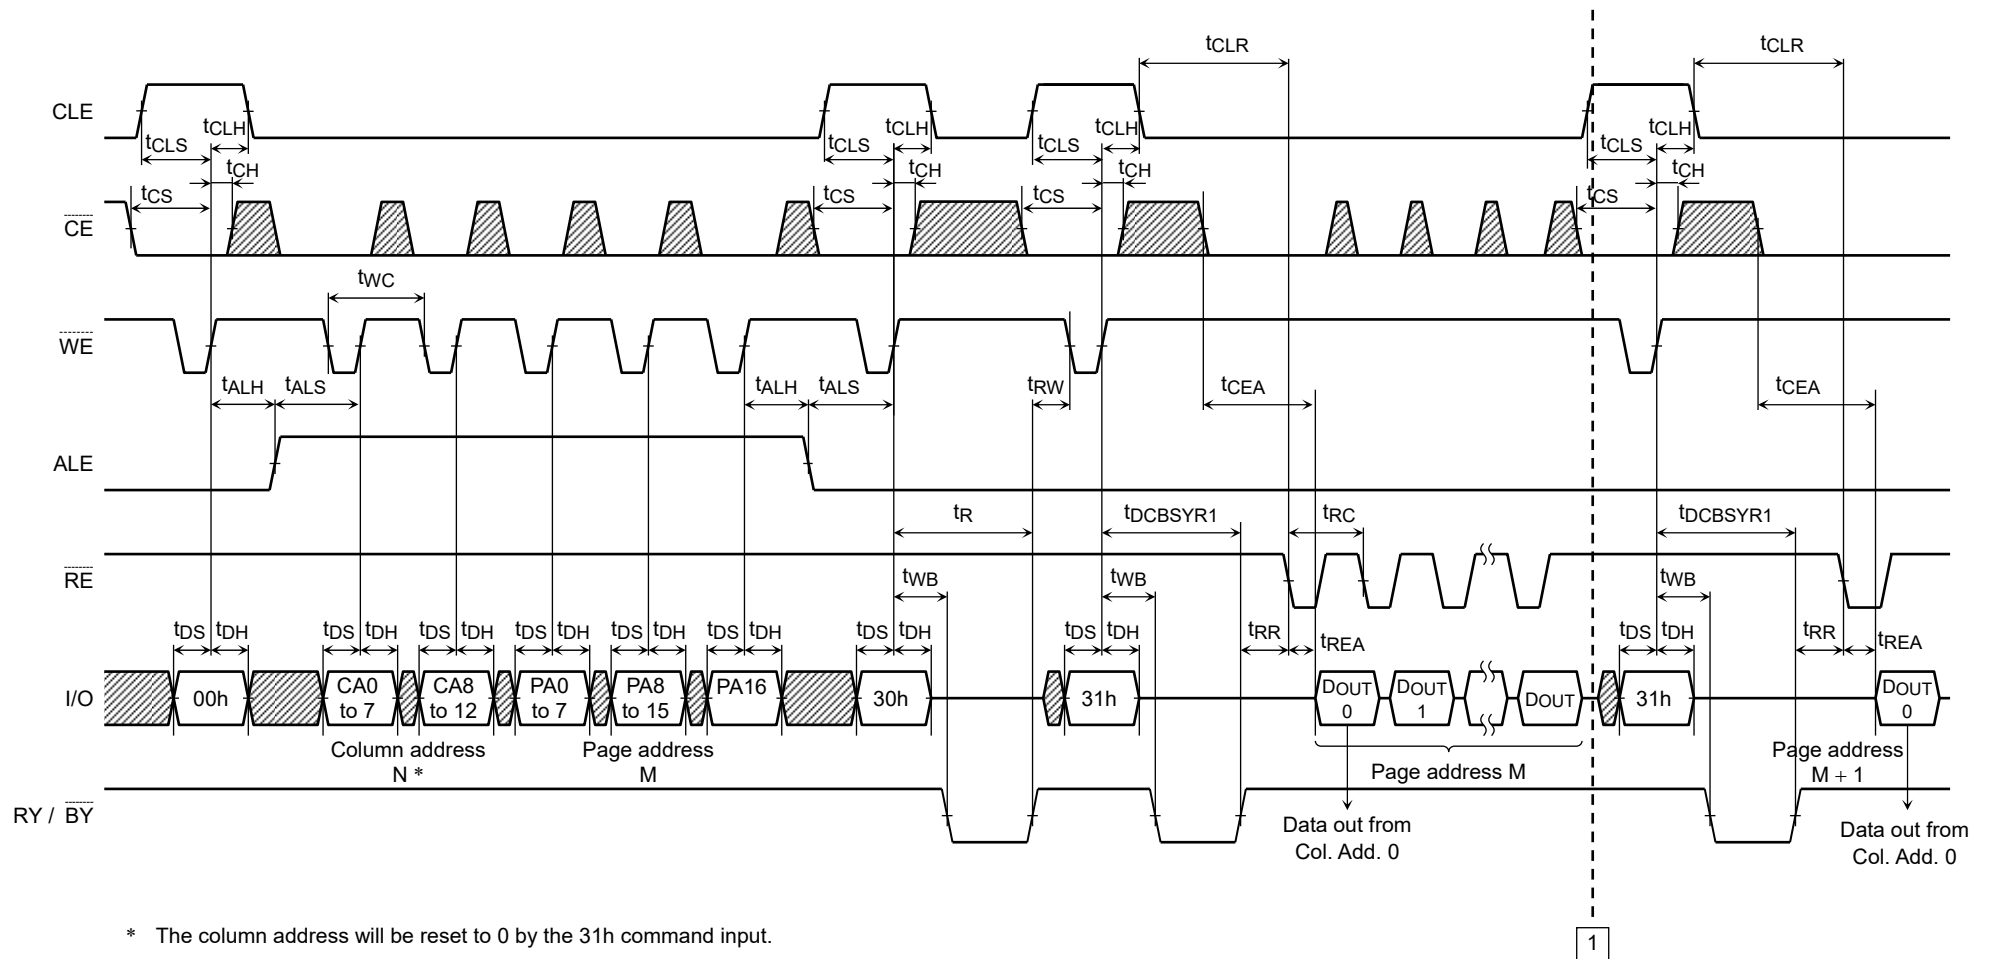 tCLR tCLR
CLE
tCLS tCLH tCLS tCLH tCLS tCLH tCLS tCLH
tCH tCH tCH tCH
tCS tCS tCS tCS
CE
tWC
WE
tALH tALS tALH tALS tRW tCEA tCEA
ALE
tR tDCBSYR1 tRC tDCBSYR1
RE
tWB tWB tWB
tDS tDH tDS tDH tDS tDH tDS tDH tDS tDH tDS tDH tDS tDH tDS tDH tRR tREA tDS tDH tRR tREA
I/O
00h
CA0
to 7
CA8
to 12
PA0
to 7
PA8
to 15
PA16
30h
31h
DOUT
0
DOUT
1
DOUT
31h
DOUT
0
Column address
N *
Page address
M
Page address M
Page address
M + 1
RY / BY
Data out from
Col. Add. 0
Data out from
Col. Add. 0
* The column address will be reset to 0 by the 31h command input.
1